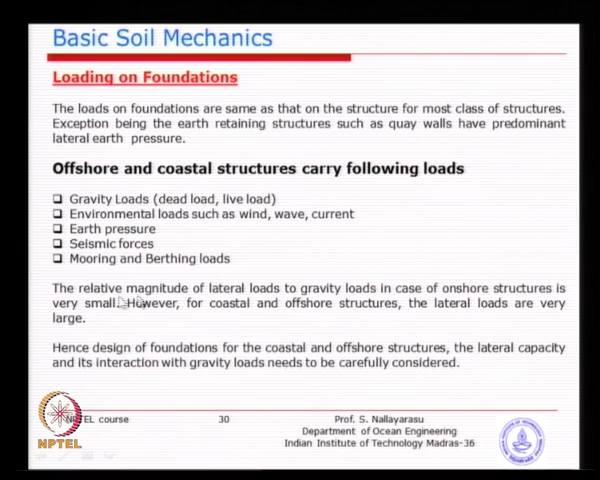 Basic Soil Mechanics
Loading on Foundations
The loads on foundations are same as that on the structure for most class of structures.
Exception being the earth retaining structures such as quay walls have predominant
lateral earth pressure.
Offshore and coastal structures carry following loads
Gravity Loads (dead load, live load)
Environmental loads such as wind, wave, current
Earth pressure
Seismic forces
Mooring and Berthing loads
The relative magnitude of lateral loads to gravity loads in case of onshore structures is
very small. However, for coastal and offshore structures, the lateral loads are very
large.
Hence design of foundations for the coastal and offshore structures, the lateral capacity
and its interaction with gravity loads needs to be carefully considered.
NPTEL course
30
Prof. S. Nallayarasu
Department of Ocean Engineering
Indian Institute of Technology Madras-36
NPTEL